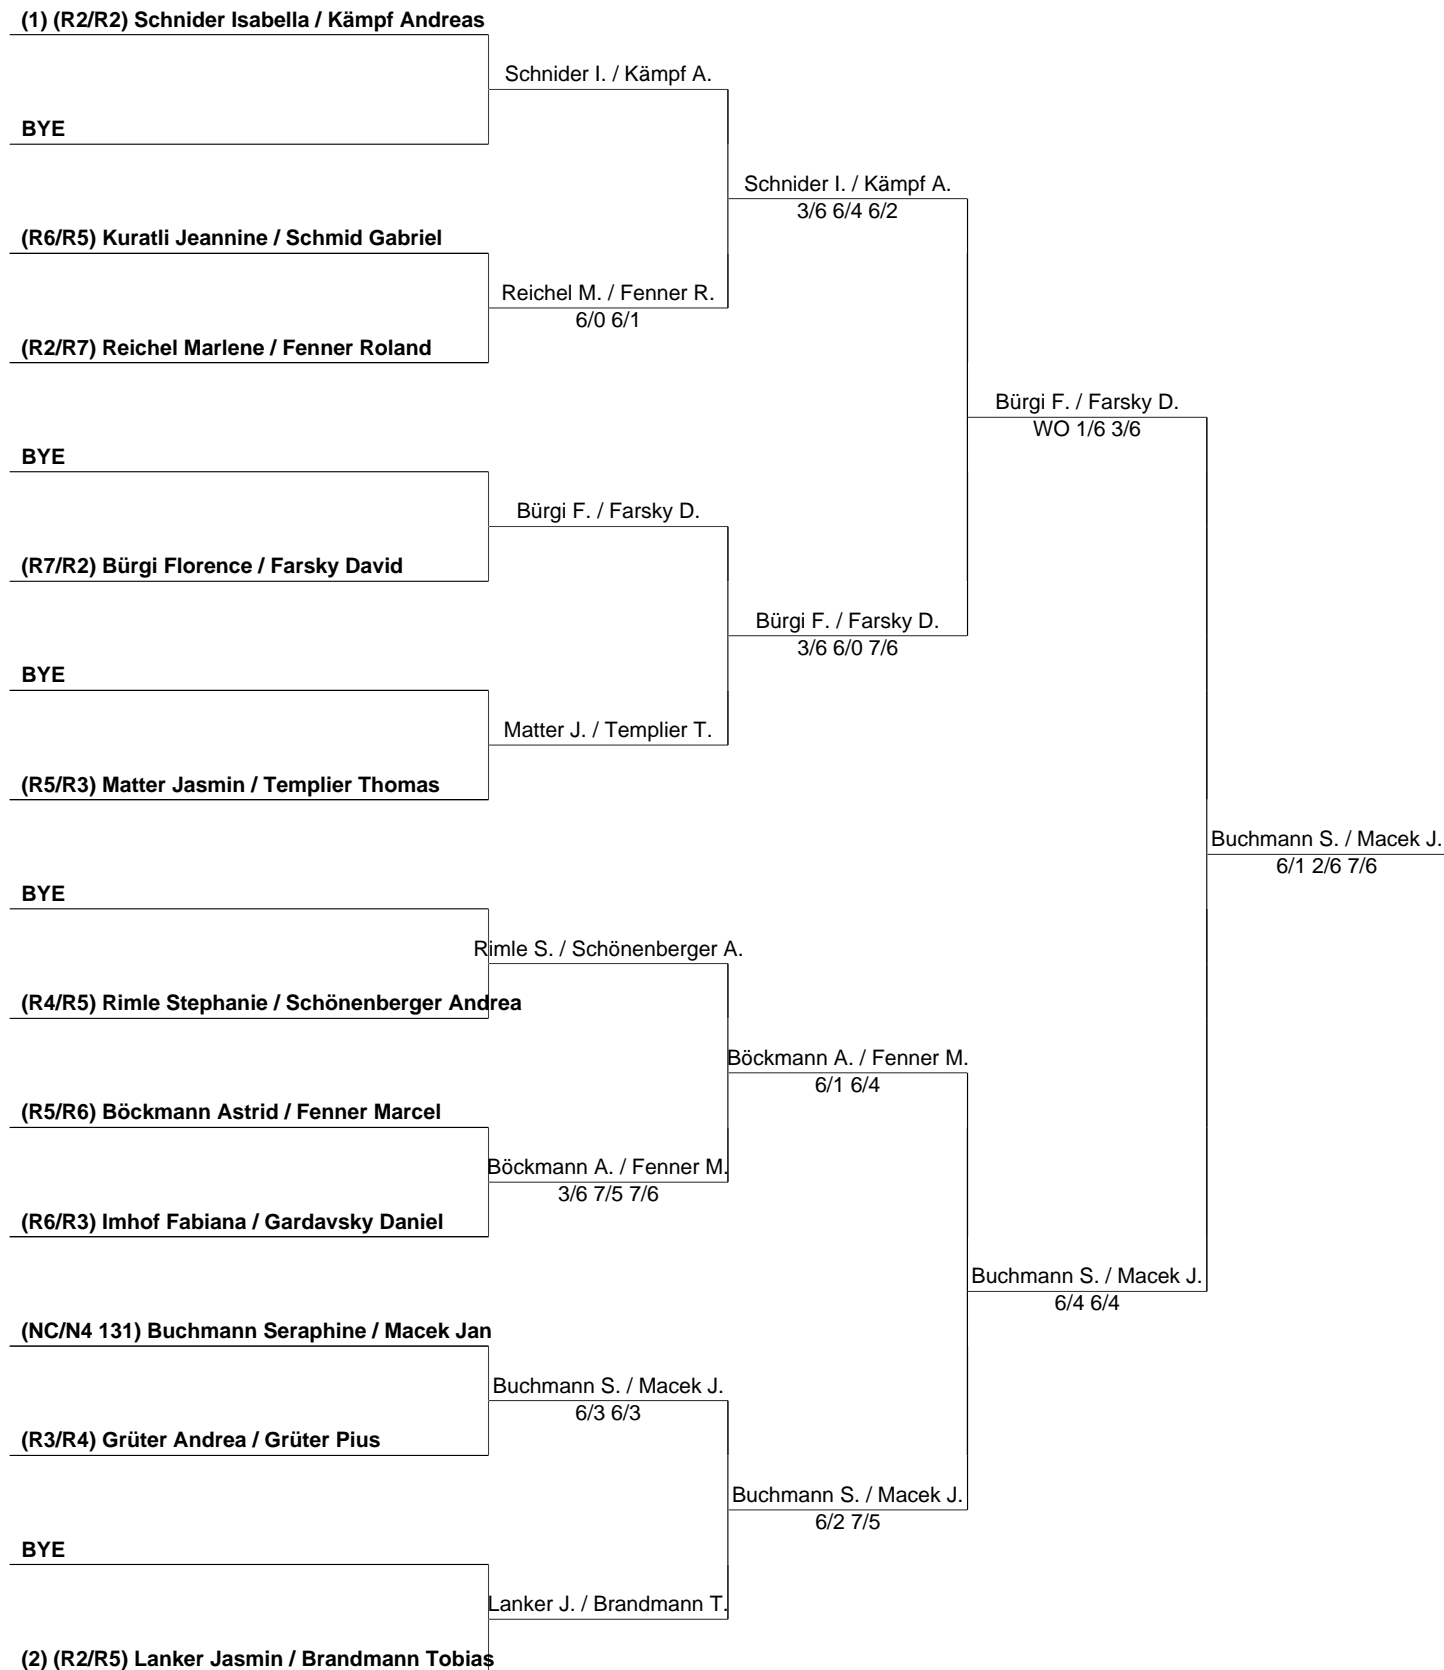 (1) (R2/R2) Schnider Isabella / Kämpf Andreas
Schnider I. / Kämpf A.
BYE
Schnider I. / Kämpf A.
3/6 6/4 6/2
(R6/R5) Kuratli Jeannine / Schmid Gabriel
Reichel M. / Fenner R.
6/0 6/1
(R2/R7) Reichel Marlene / Fenner Roland
Bürgi F. / Farsky D.
WO 1/6 3/6
BYE
Bürgi F. / Farsky D.
(R7/R2) Bürgi Florence / Farsky David
Bürgi F. / Farsky D.
3/6 6/0 7/6
BYE
Matter J. / Templier T.
(R5/R3) Matter Jasmin / Templier Thomas
Buchmann S. / Macek J.
6/1 2/6 7/6
BYE
Rimle S. / Schönenberger A.
(R4/R5) Rimle Stephanie / Schönenberger Andrea
Böckmann A. / Fenner M.
6/1 6/4
(R5/R6) Böckmann Astrid / Fenner Marcel
Böckmann A. / Fenner M.
3/6 7/5 7/6
(R6/R3) Imhof Fabiana / Gardavsky Daniel
Buchmann S. / Macek J.
6/4 6/4
(NC/N4 131) Buchmann Seraphine / Macek Jan
Buchmann S. / Macek J.
6/3 6/3
(R3/R4) Grüter Andrea / Grüter Pius
Buchmann S. / Macek J.
6/2 7/5
BYE
Lanker J. / Brandmann T.
(2) (R2/R5) Lanker Jasmin / Brandmann Tobias